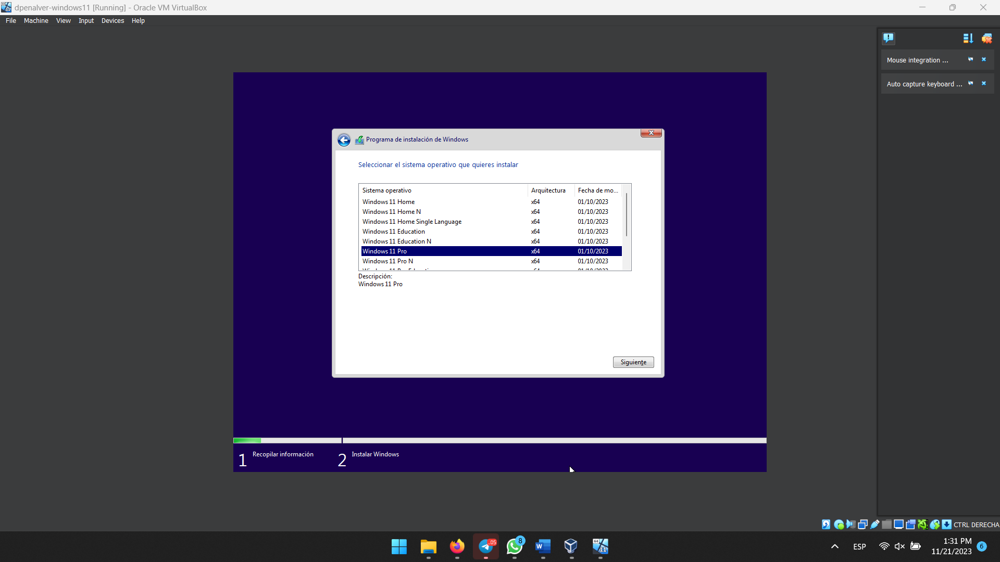 dpenalver-windows11 [Running] - Oracle VM VirtualBox
File Machine View Input Devices Help
Mouse integration ...
Auto capture keyboard ...
Programa de instalación de Windows
Seleccionar el sistema operativo que quieres instalar
Sistema operativo Arquitectura Fecha de mo...
Windows 11 Home x64 01/10/2023
Windows 11 Home N x64 01/10/2023
Windows 11 Home Single Language x64 01/10/2023
Windows 11 Education x64 01/10/2023
Windows 11 Education N x64 01/10/2023
Windows 11 Pro x64 01/10/2023
Windows 11 Pro N x64 01/10/2023
Descripción:
Windows 11 Pro
Siguiente
1 Recopilar información 2 Instalar Windows
CTRL DERECHA
..05 8 W 64 11
ESP
1:31 PM
11/21/2023
6